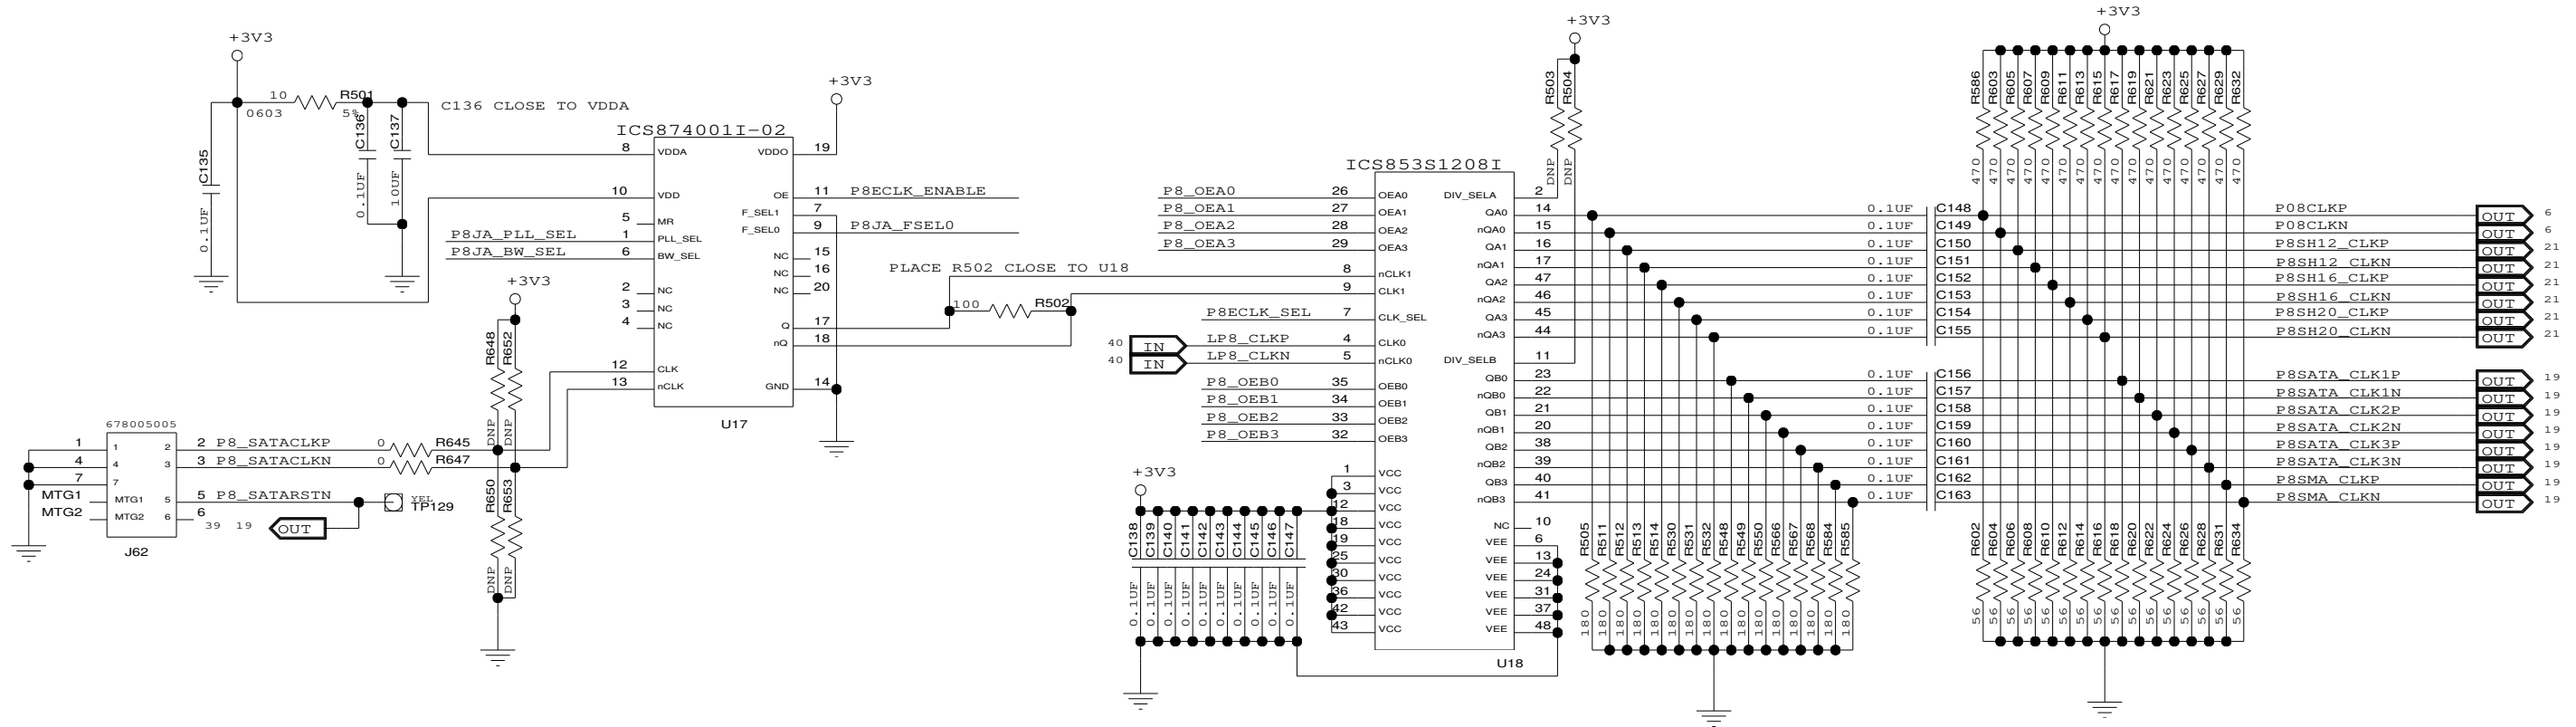 +3V3
10
R501
0603
5%
C136 CLOSE TO VDDA
C135
0.1UF
C136
0.1UF
C137
10UF
+3V3
ICS874001I-02
8 VDDA VDDO 19
10 VDD OE 11 P8ECLK_ENABLE
5 MR F_SEL1 7
P8JA_PLL_SEL 1 PLL_SEL F_SEL0 9 P8JA_FSEL0
P8JA_BW_SEL 6 BW_SEL NC 15
NC 16
2 NC NC 20
3 NC
4 NC Q 17
nQ 18
12 CLK
13 nCLK GND 14
U17
+3V3
R648 DNP
R652 DNP
R650 DNP
R653 DNP
678005005
1 1 2 2 P8_SATACLKP 0 R645
4 4 3 3 P8_SATACLKN 0 R647
7 7
MTG1 MTG1 5 5 P8_SATARSTN YEL TP129
MTG2 MTG2 6 6
39 19 OUT
J62
PLACE R502 CLOSE TO U18
100 R502
ICS853S1208I
P8_OEA0 26 OEA0 DIV_SELA 2
P8_OEA1 27 OEA1 QA0 14
P8_OEA2 28 OEA2 nQA0 15
P8_OEA3 29 OEA3 QA1 16
8 nCLK1 nQA1 17
9 CLK1 QA2 47
nQA2 46
P8ECLK_SEL 7 CLK_SEL QA3 45
nQA3 44
40 IN LP8_CLKP 4 CLK0
40 IN LP8_CLKN 5 nCLK0 DIV_SELB 11
P8_OEB0 35 OEB0 QB0 23
P8_OEB1 34 OEB1 nQB0 22
P8_OEB2 33 OEB2 QB1 21
P8_OEB3 32 OEB3 nQB1 20
QB2 38
nQB2 39
QB3 40
nQB3 41
1 VCC
3 VCC
12 VCC
18 VCC NC 10
19 VCC VEE 6
25 VCC VEE 13
30 VCC VEE 24
36 VCC VEE 31
42 VCC VEE 37
43 VCC VEE 48
U18
+3V3
C138 C139 C140 C141 C142 C143 C144 C145 C146 C147
0.1UF 0.1UF 0.1UF 0.1UF 0.1UF 0.1UF 0.1UF 0.1UF 0.1UF 0.1UF
+3V3
R503 DNP
R504 DNP
R505 R511 R512 R513 R514 R530 R531 R532 R548 R549 R550 R566 R567 R568 R584 R585
180 180 180 180 180 180 180 180 180 180 180 180 180 180 180 180
+3V3
R586 R603 R605 R607 R609 R611 R613 R615 R617 R619 R621 R623 R625 R627 R629 R632
470 470 470 470 470 470 470 470 470 470 470 470 470 470 470 470
0.1UF C148 P08CLKP OUT 6
0.1UF C149 P08CLKN OUT 6
0.1UF C150 P8SH12_CLKP OUT 21
0.1UF C151 P8SH12_CLKN OUT 21
0.1UF C152 P8SH16_CLKP OUT 21
0.1UF C153 P8SH16_CLKN OUT 21
0.1UF C154 P8SH20_CLKP OUT 21
0.1UF C155 P8SH20_CLKN OUT 21
0.1UF C156 P8SATA_CLK1P OUT 19
0.1UF C157 P8SATA_CLK1N OUT 19
0.1UF C158 P8SATA_CLK2P OUT 19
0.1UF C159 P8SATA_CLK2N OUT 19
0.1UF C160 P8SATA_CLK3P OUT 19
0.1UF C161 P8SATA_CLK3N OUT 19
0.1UF C162 P8SMA_CLKP OUT 19
0.1UF C163 P8SMA_CLKN OUT 19
R602 R604 R606 R608 R610 R612 R614 R616 R618 R620 R622 R624 R626 R628 R631 R634
56 56 56 56 56 56 56 56 56 56 56 56 56 56 56 56